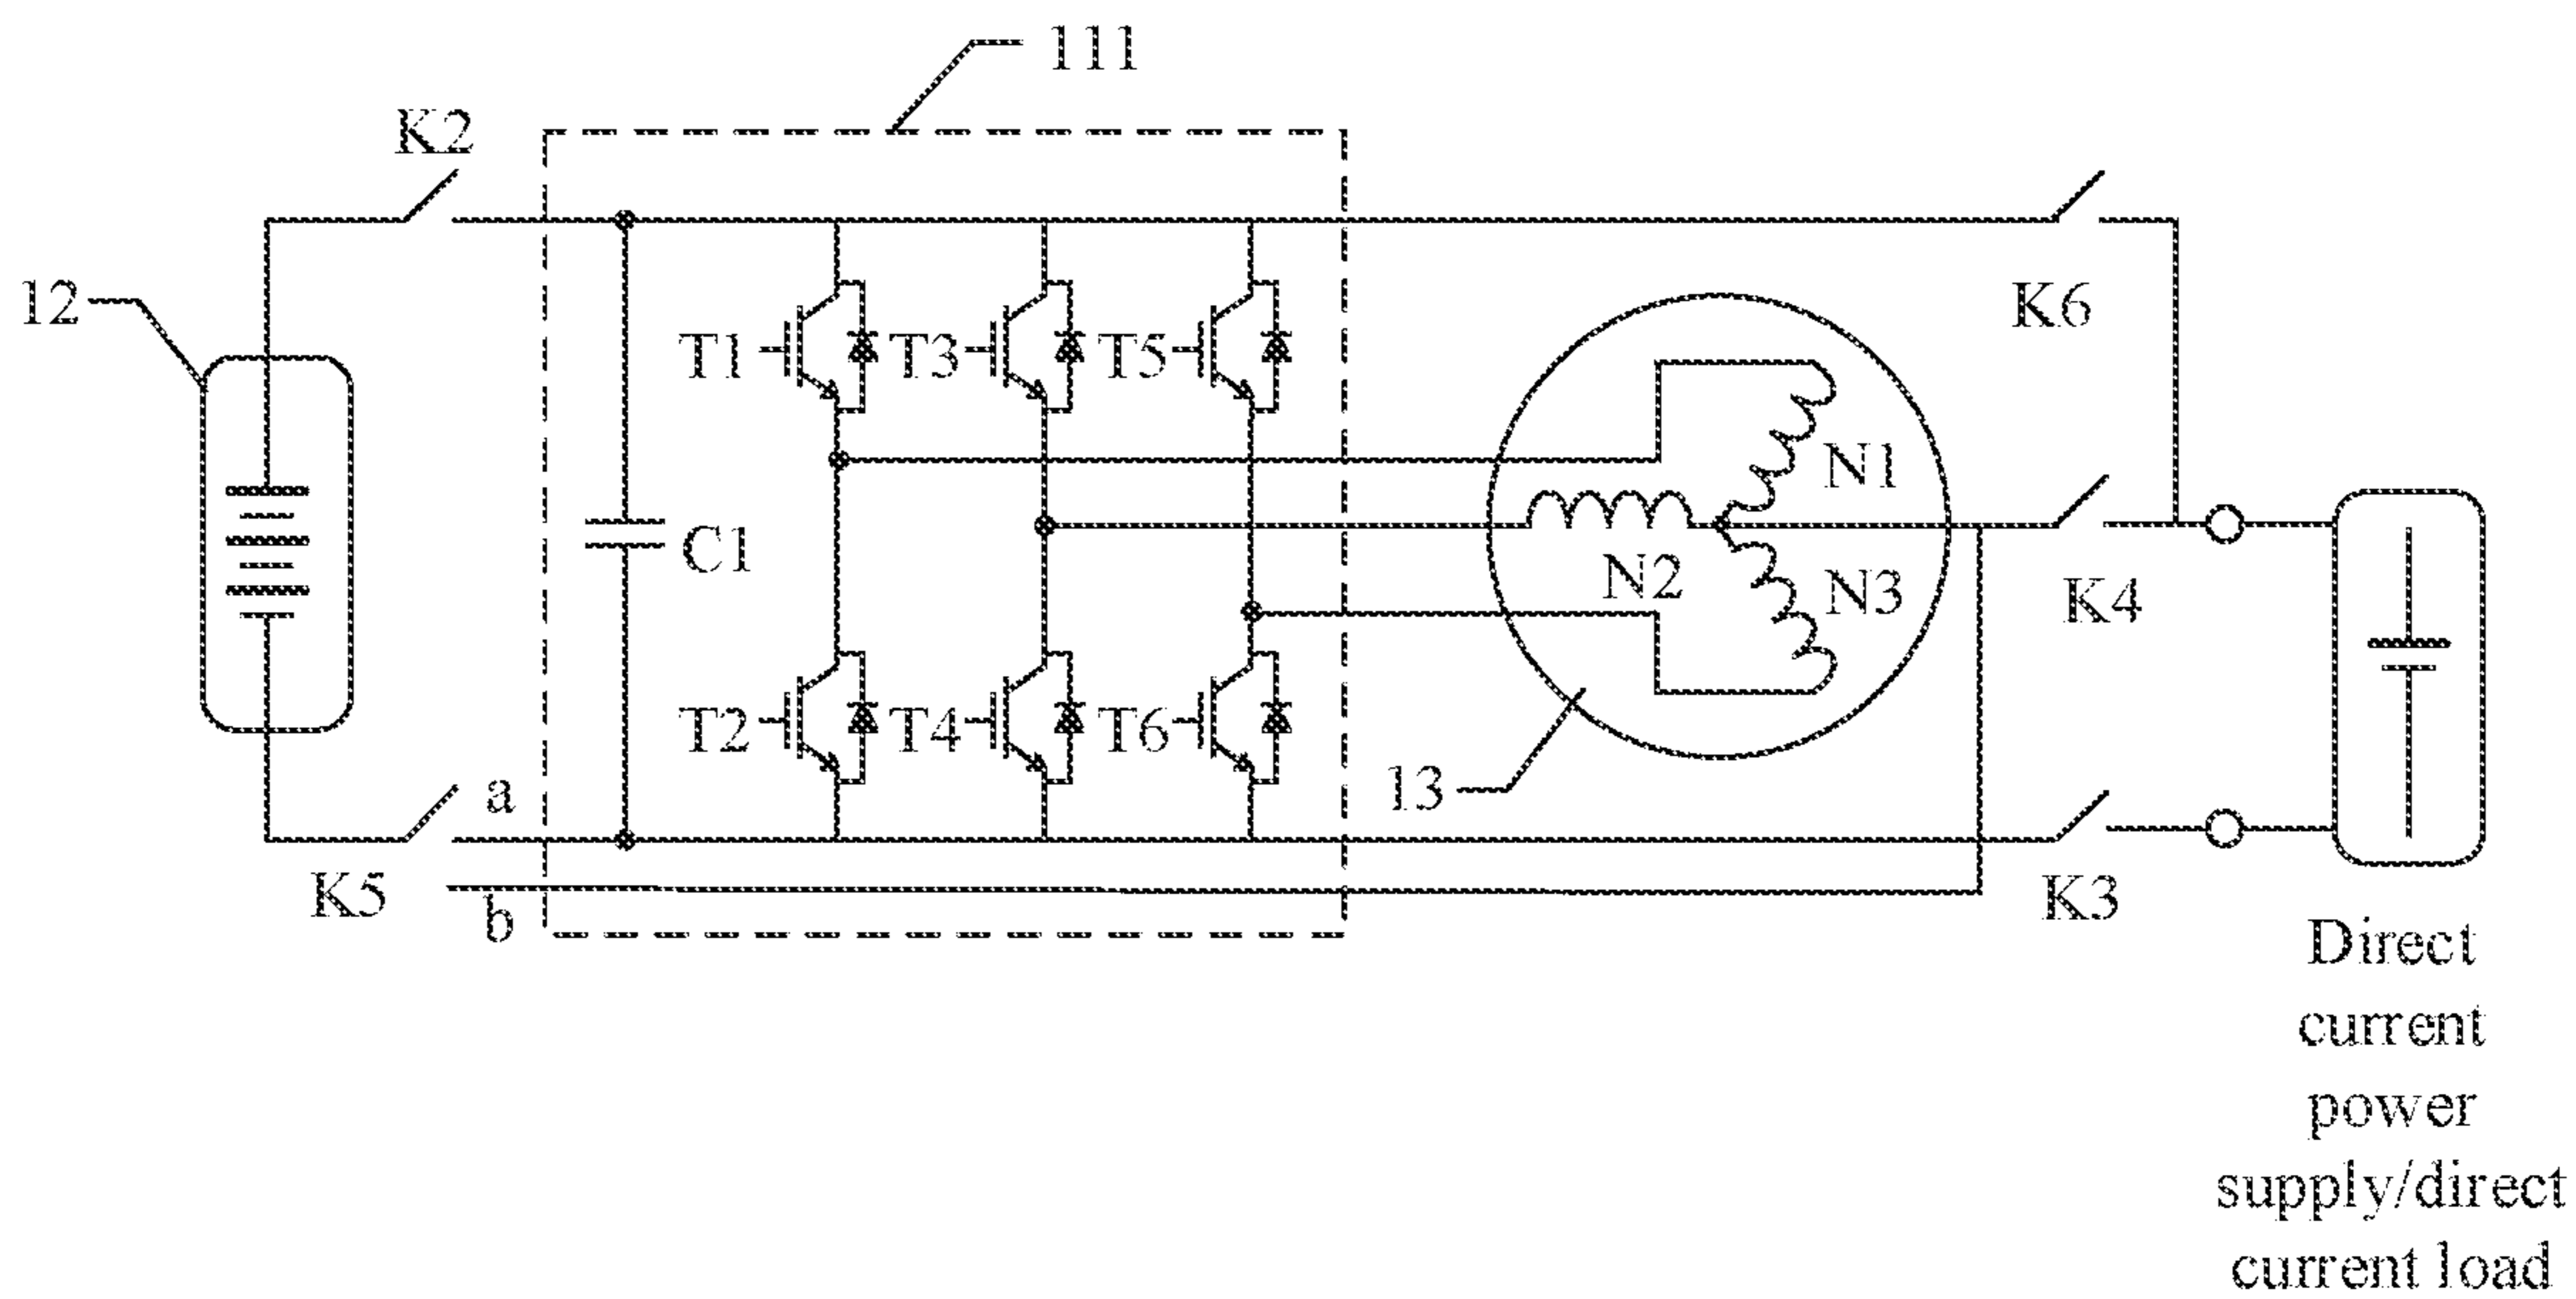 111
K2
12
K6
T1
T3
T5
N1
C1
N2
N3
K4
T2
T4
T6
13
a
K5
b
K3
Direct
current
power
supply/direct
current load